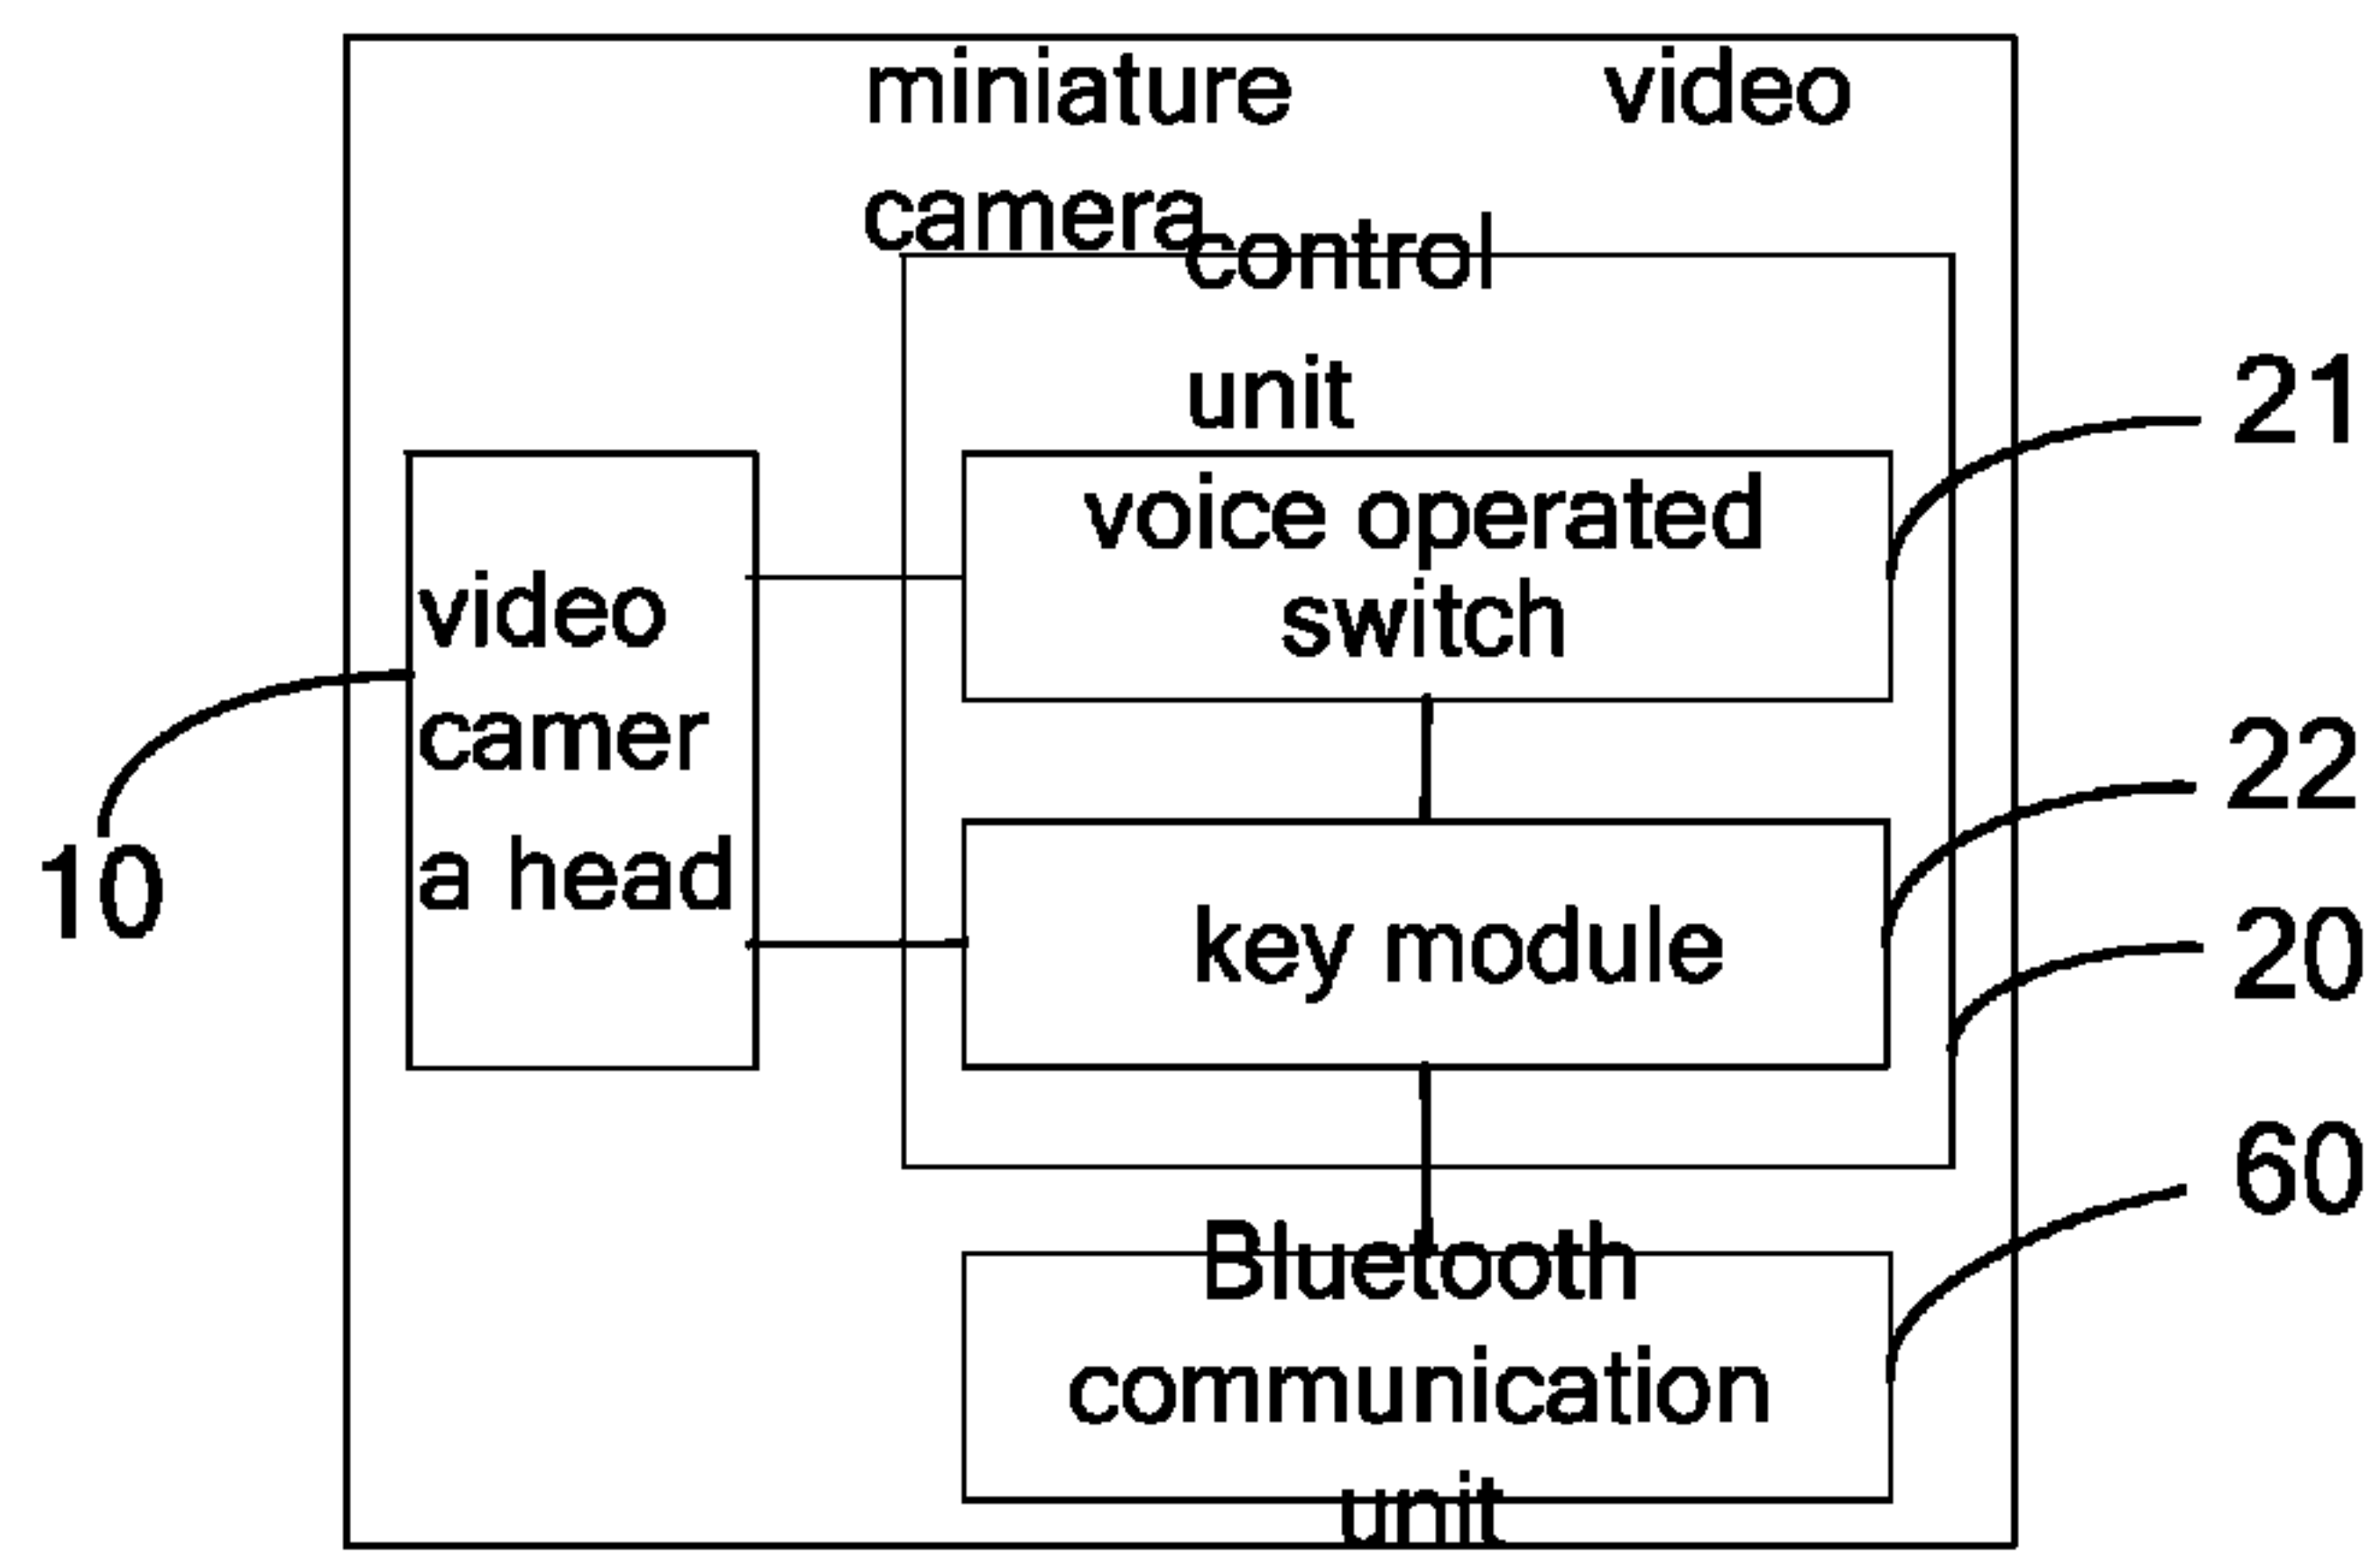 miniature video
camera
control
unit
21
voice operated
switch
video
camer
a head
10
22
key module
20
60
Bluetooth
communication
unit